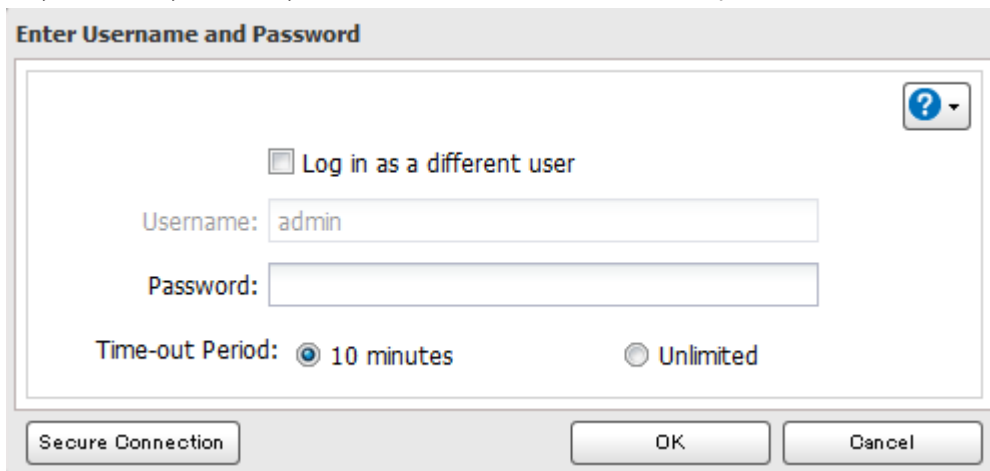 Enter Username and Password
?
Log in as a different user
Username: admin
Password:
Time-out Period: 10 minutes Unlimited
Secure Connection OK Cancel